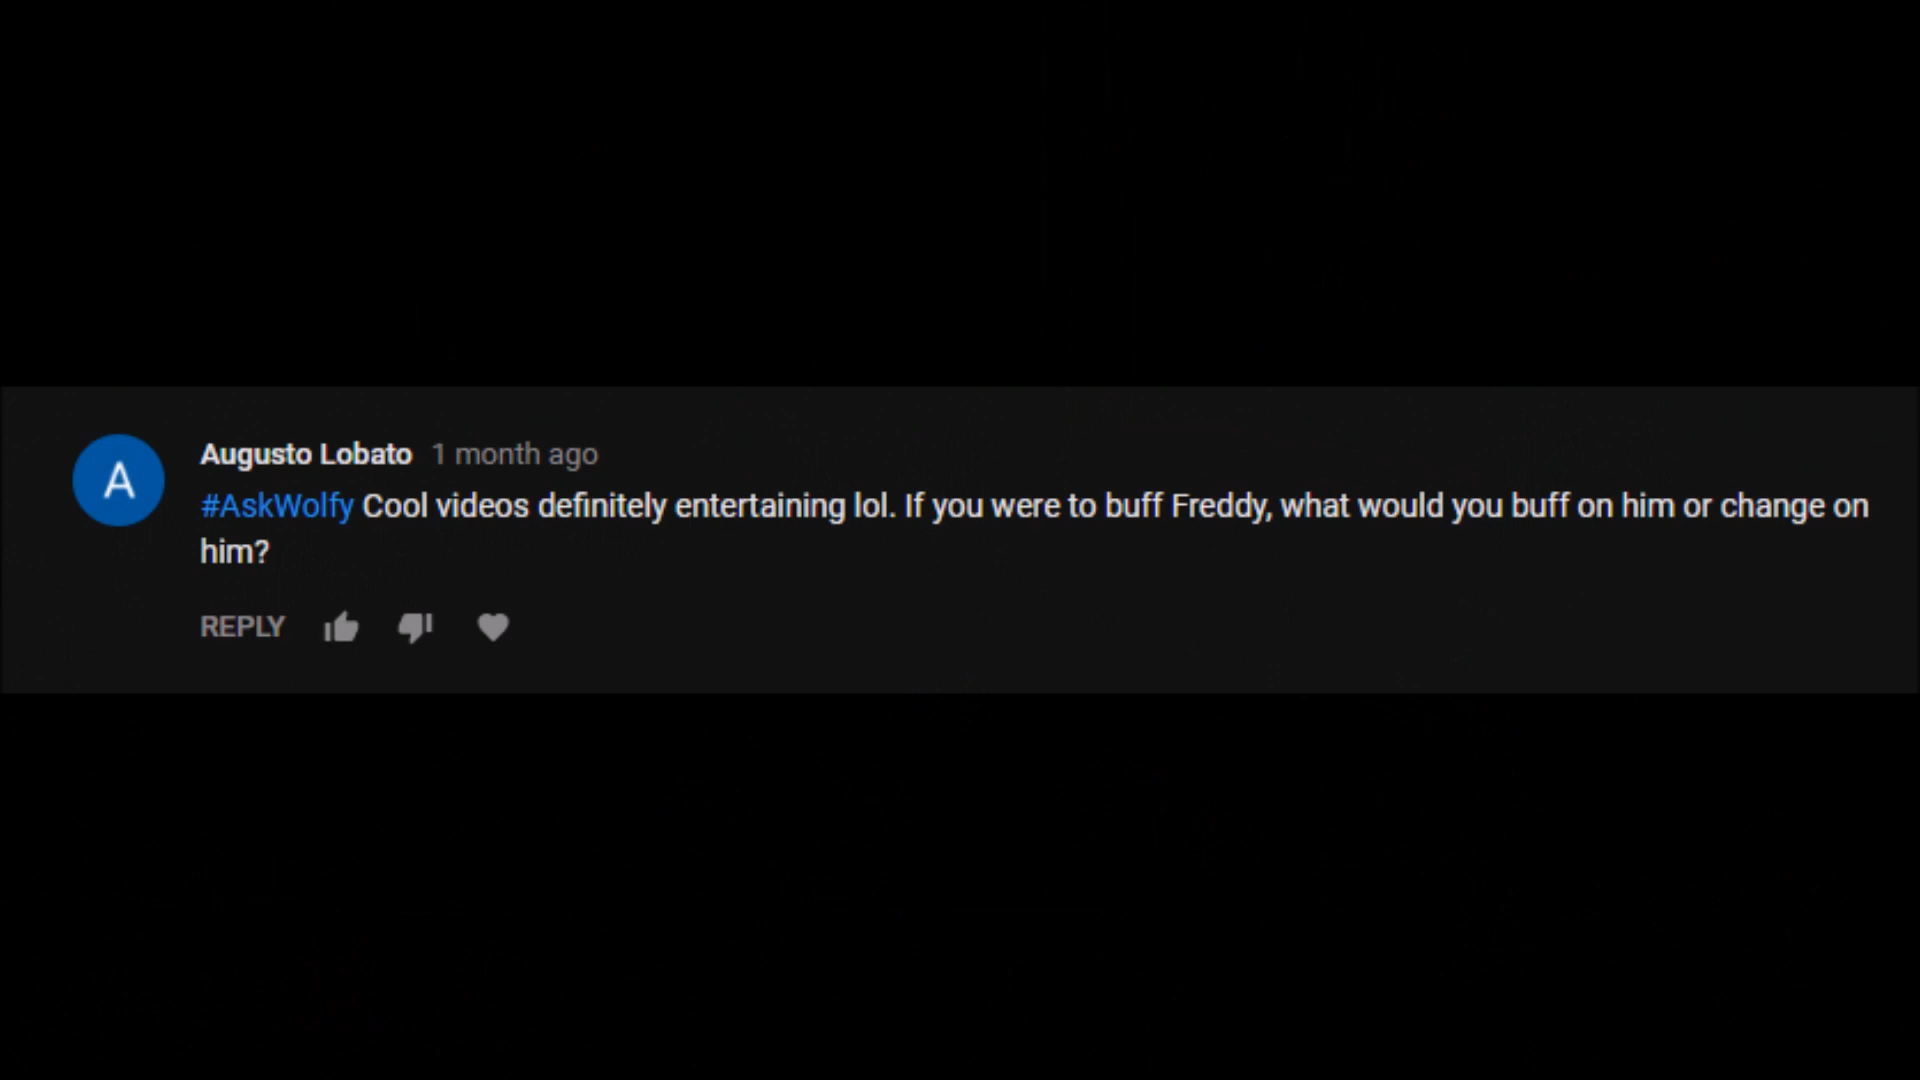 A
Augusto Lobato 1 month ago
#AskWolfy Cool videos definitely entertaining lol. If you were to buff Freddy, what would you buff on him or change on
him?
REPLY